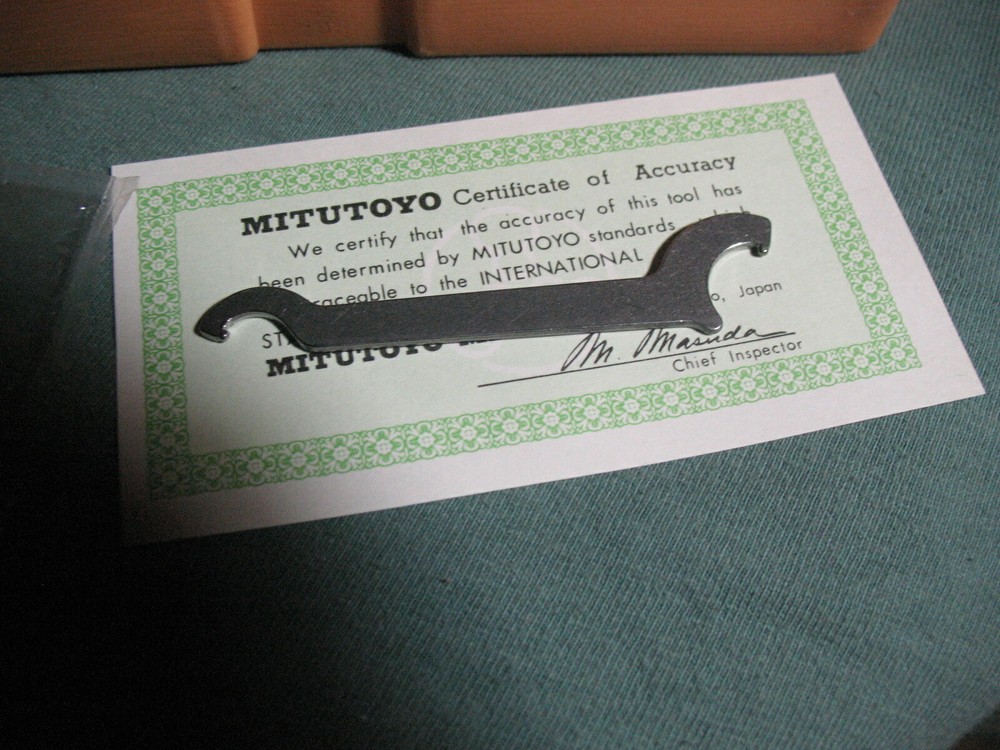 MITUTOYO Certificate of Accuracy
We certify that the accuracy of this tool has
been determined by MITUTOYO standards
to the INTERNATIONAL
Japan
MITUTOYO
M. Masuda
Chief Inspector